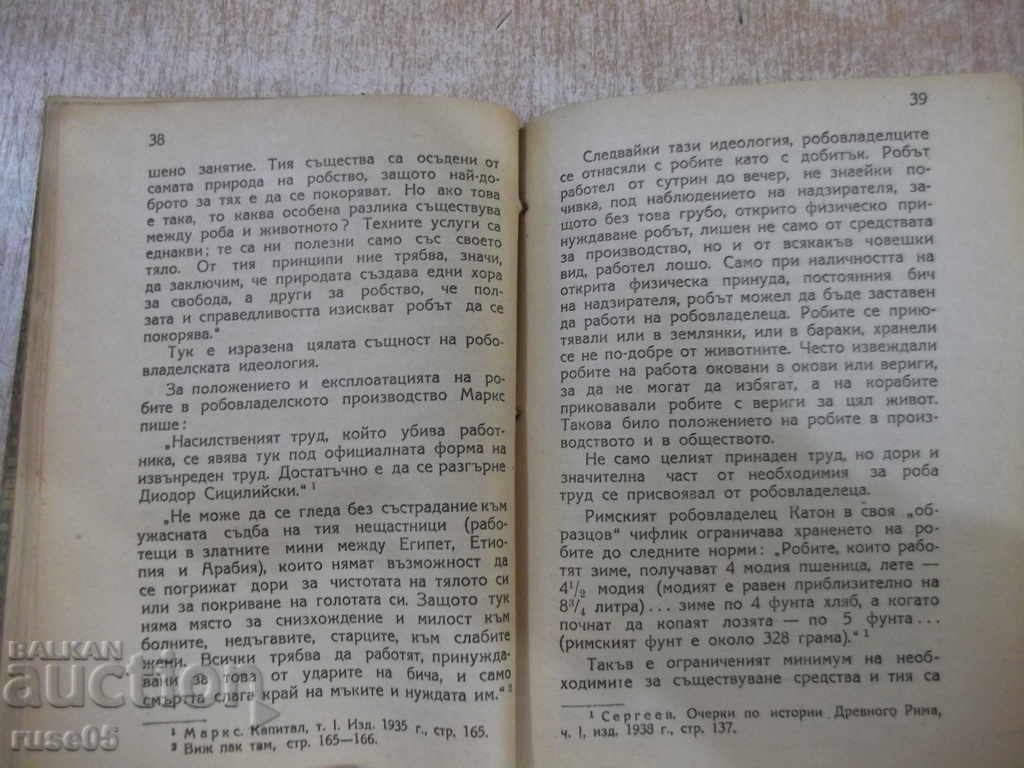 38
шено занятие. Тия същества са осъдени от
самата природа на робство, защото най-до-
брото за тях е да се покоряват. Но ако това
е така, то каква особена разлика съществува
между роба и животното? Техните услуги са
еднакви; те са ни полезни само със своето
тяло. От тия принципи ние трябва, значи,
да заключим, че природата създава едни хора
за свобода, а други за робство, че пол-
зата и справедливостта изискват робът да се
покорява.“
Тук е изразена цялата същност на робо-
владелската идеология.
За положението и експлоатацията на ро-
бите в робовладелското производство Маркс
пише:
„Насилственият труд, който убива работ-
ника, се явява тук под официалната форма на
извънреден труд. Достатъчно е да се разгърне
Диодор Сицилийски.“ ¹
„Не може да се гледа без състрадание към
ужасната съдба на тия нещастници (рабо-
тещи в златните мини между Египет, Етио-
пия и Арабия), които нямат възможност да
се погрижат дори за чистотата на тялото си
или за покриване на голотата си. Защото тук
няма място за снизхождение и милост към
болните, недъгавите, старците, към слабите
жени. Всички трябва да работят, принужда-
вани за това от ударите на бича, и само
смъртта слага край на мъките и нуждата им.“ ²
¹ Маркс. Капитал, т. I. Изд. 1935 г., стр. 165.
² Виж пак там, стр. 165—166.
39
Следвайки тази идеология, робовладелците
се отнасяли с робите като с добитък. Робът
работел от сутрин до вечер, не знаейки по-
чивка, под наблюдението на надзирателя, за-
щото без това грубо, открито физическо при-
нуждаване робът, лишен не само от средствата
за производство, но и от всякакъв човешки
вид, работел лошо. Само при наличността на
открита физическа принуда, постоянния бич
на надзирателя, робът можел да бъде заставен
да работи на робовладелеца. Робите се прию-
тявали или в землянки, или в бараки, хранели
се не по-добре от животните. Често извеждали
робите на работа оковани в окови или вериги,
за да не могат да избягат, а на корабите
приковавали робите с вериги за цял живот.
Такова било положението на робите в произ-
водството и в обществото.
Не само целият принаден труд, но дори и
значителна част от необходимия за роба
труд се присвоявал от робовладелеца.
Римският робовладелец Катон в своя „об-
разцов“ чифлик ограничава храненето на ро-
бите до следните норми: „Робите, които рабо-
тят зиме, получават 4 модия пшеница, лете —
4¹/₂ модия (модият е равен приблизително на
8³/₄ литра)... зиме по 4 фунта хляб, а когато
почнат да копаят лозята — по 5 фунта...
(римският фунт е около 328 грама).“ ¹
Такъв е ограниченият минимум на необ-
ходимите за съществуване средства и тия са
¹ Сергеев. Очерки по истории Древного Рима,
ч. I, изд. 1938 г., стр. 137.
BALKAN
auction
ruse05